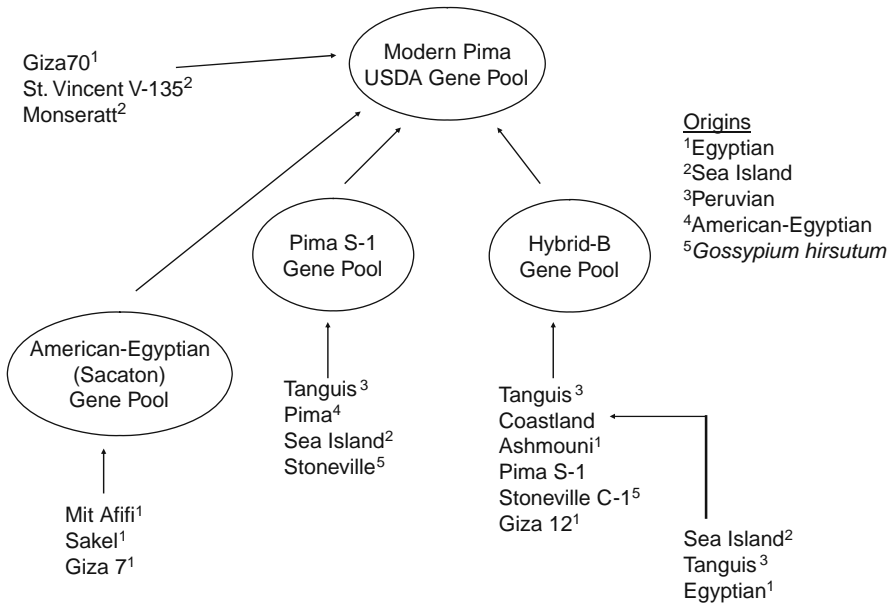 Modern Pima
USDA Gene Pool
Giza70¹
St. Vincent V-135²
Monseratt²
Origins
¹Egyptian
²Sea Island
³Peruvian
⁴American-Egyptian
⁵Gossypium hirsutum
Pima S-1
Gene Pool
Hybrid-B
Gene Pool
American-Egyptian
(Sacaton)
Gene Pool
Tanguis³
Pima⁴
Sea Island²
Stoneville⁵
Tanguis³
Coastland
Ashmouni¹
Pima S-1
Stoneville C-1⁵
Giza 12¹
Mit Afifi¹
Sakel¹
Giza 7¹
Sea Island²
Tanguis³
Egyptian¹